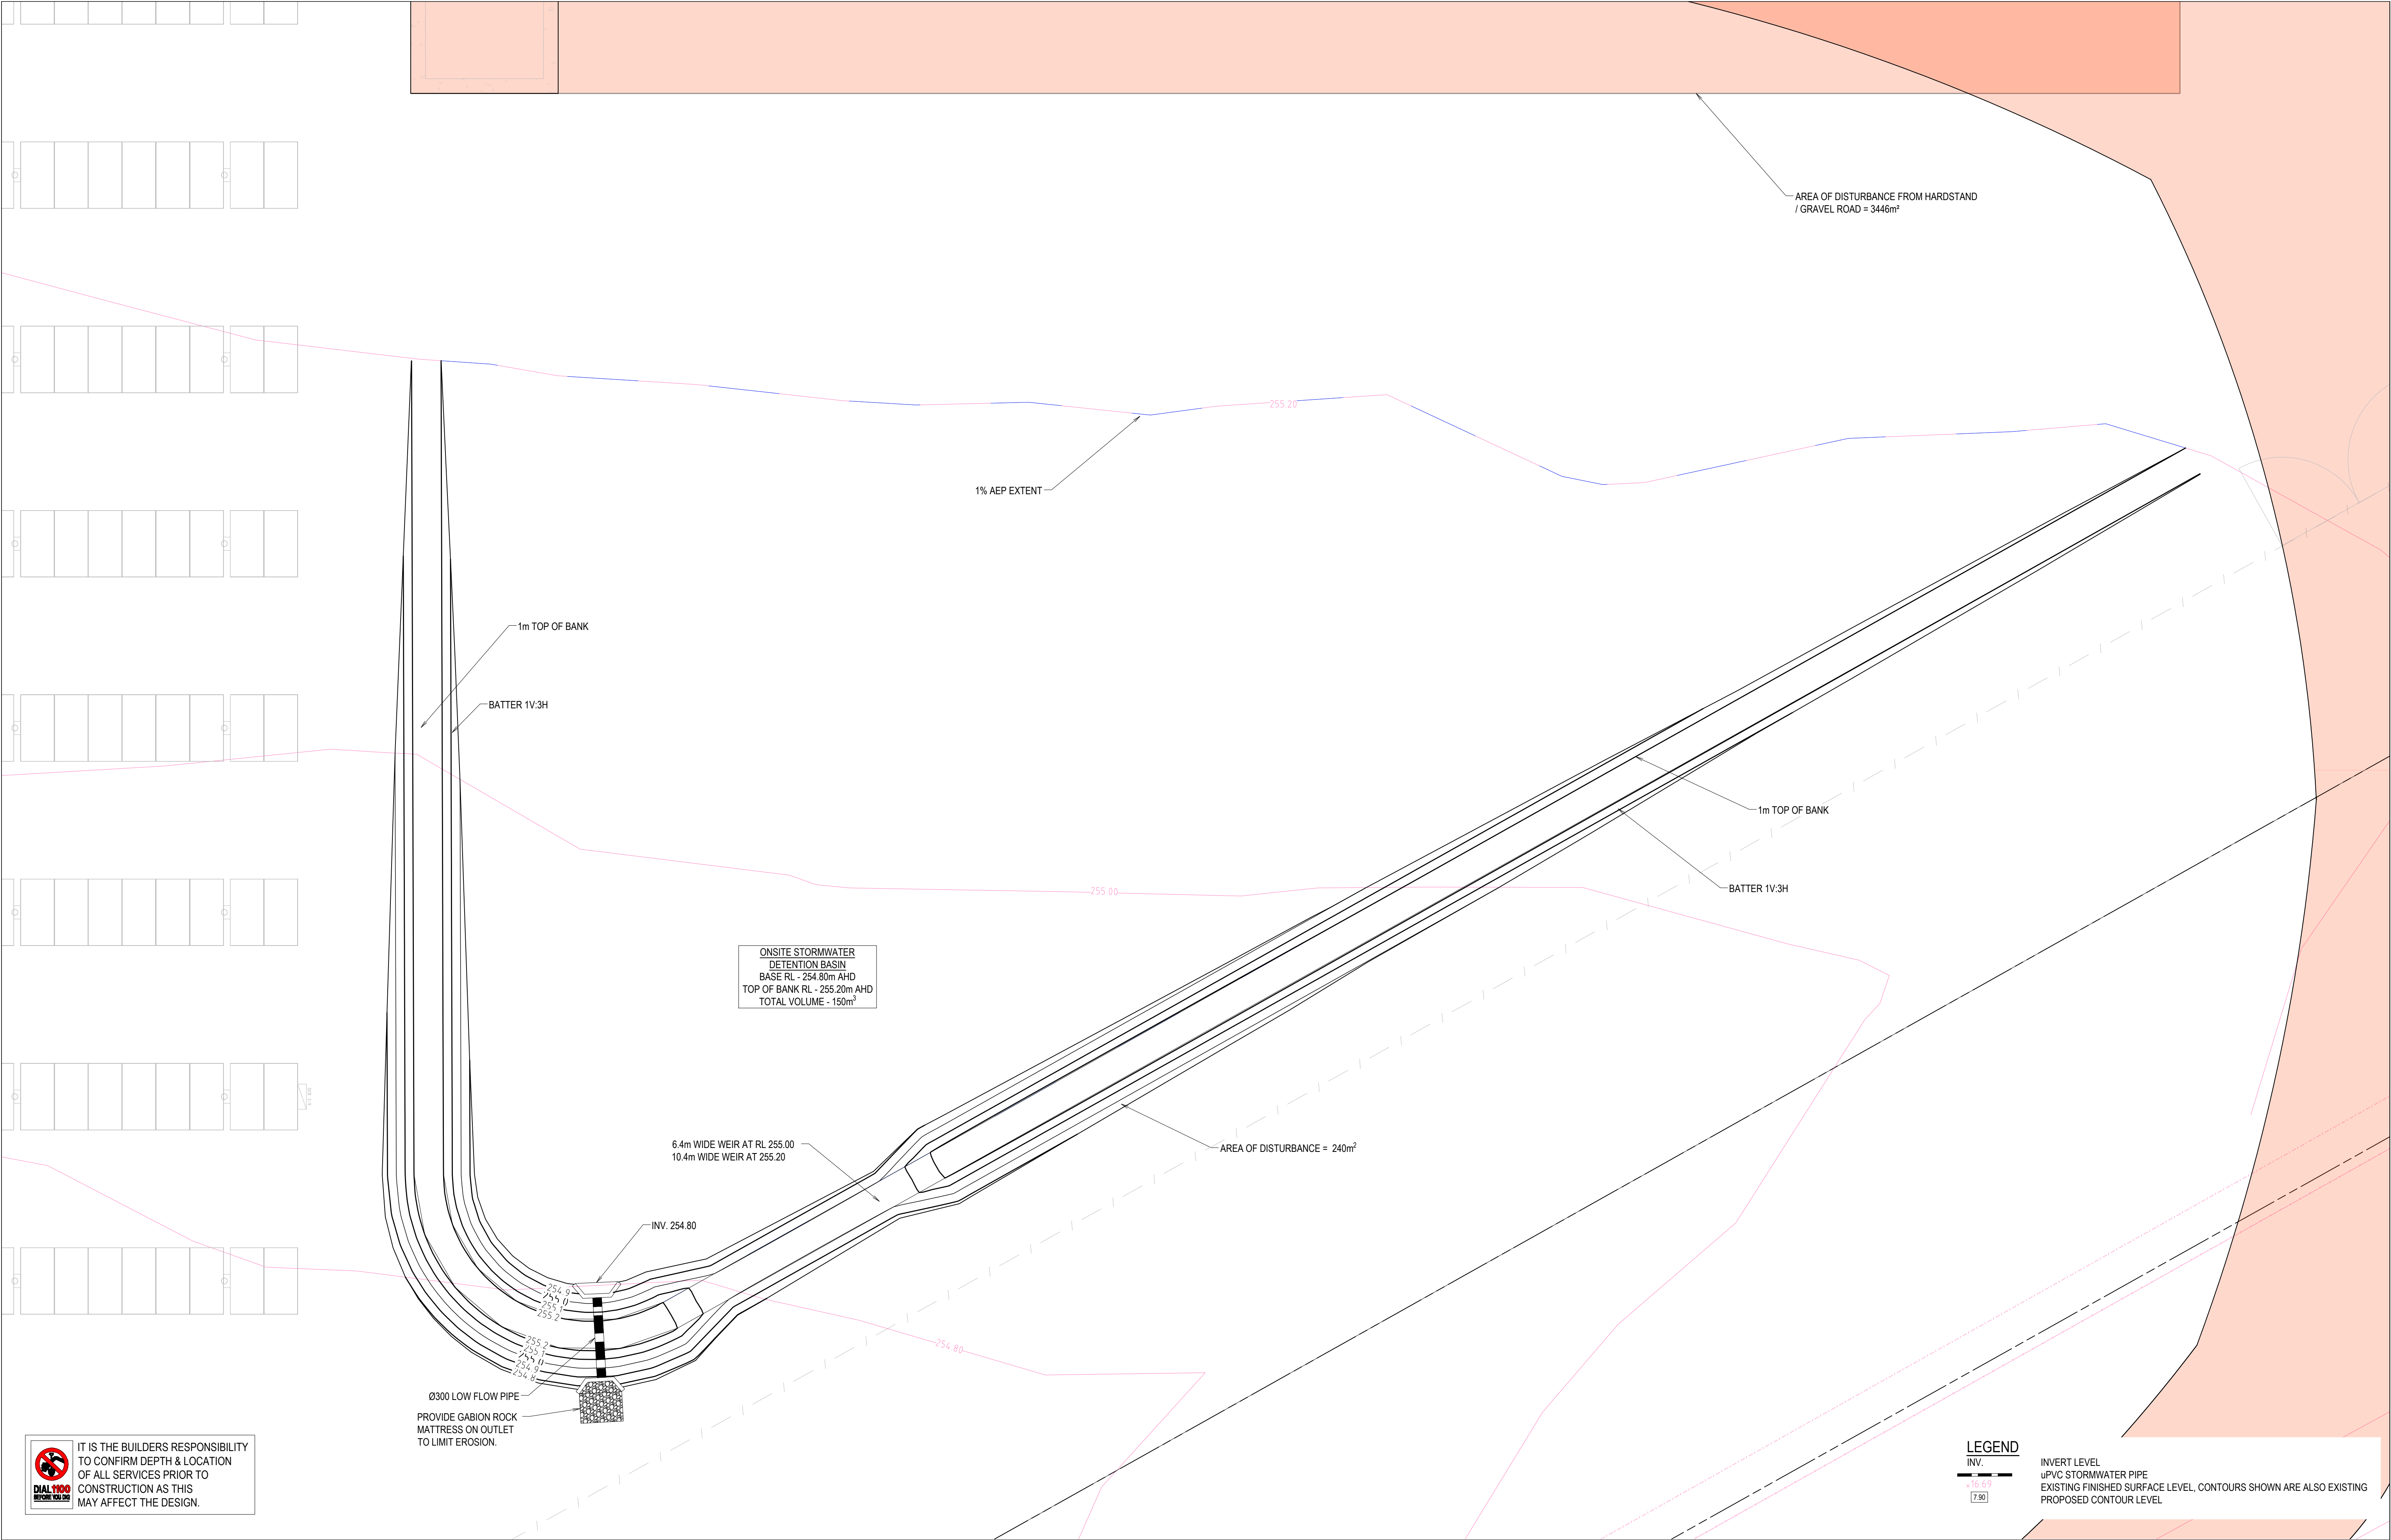 AREA OF DISTURBANCE FROM HARDSTAND
/ GRAVEL ROAD = 3446m²
255.20
1% AEP EXTENT
1m TOP OF BANK
BATTER 1V:3H
1m TOP OF BANK
BATTER 1V:3H
255.00
ONSITE STORMWATER
DETENTION BASIN
BASE RL - 254.80m AHD
TOP OF BANK RL - 255.20m AHD
TOTAL VOLUME - 150m³
6.4m WIDE WEIR AT RL 255.00
10.4m WIDE WEIR AT 255.20
AREA OF DISTURBANCE = 240m²
INV. 254.80
254.9
255.0
255.1
255.2
255.2
255.1
255.0
254.9
254.8
254.80
Ø300 LOW FLOW PIPE
PROVIDE GABION ROCK
MATTRESS ON OUTLET
TO LIMIT EROSION.
IT IS THE BUILDERS RESPONSIBILITY
TO CONFIRM DEPTH & LOCATION
OF ALL SERVICES PRIOR TO
CONSTRUCTION AS THIS
MAY AFFECT THE DESIGN.
DIAL1100
BEFORE YOU DIG
LEGEND
INV. INVERT LEVEL
uPVC STORMWATER PIPE
16.69 EXISTING FINISHED SURFACE LEVEL, CONTOURS SHOWN ARE ALSO EXISTING
7.90 PROPOSED CONTOUR LEVEL